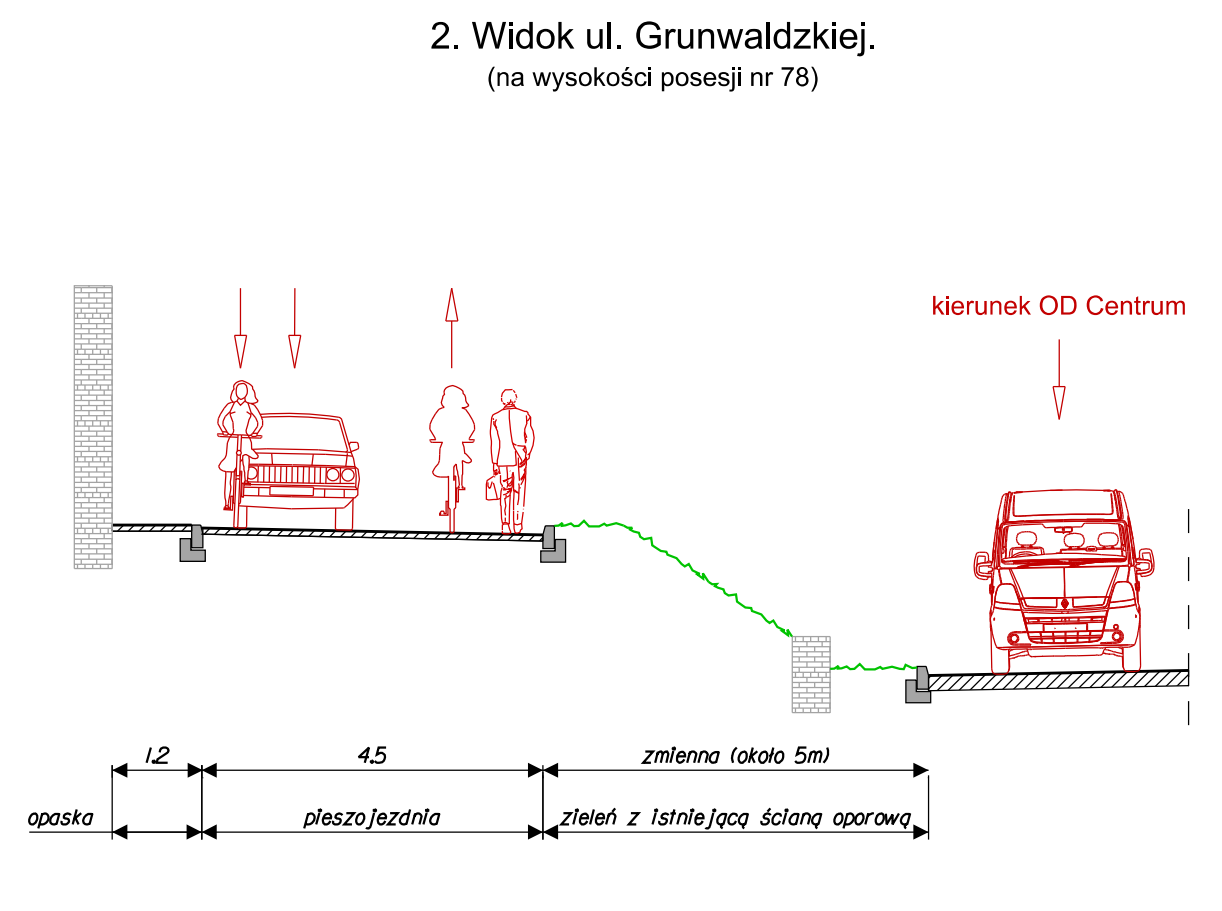 2. Widok ul. Grunwaldzkiej.
(na wysokości posesji nr 78)
kierunek OD Centrum
1.2 4.5 zmienna (około 5m)
opaska pieszojezdnia zieleń z istniejącą ścianą oporową